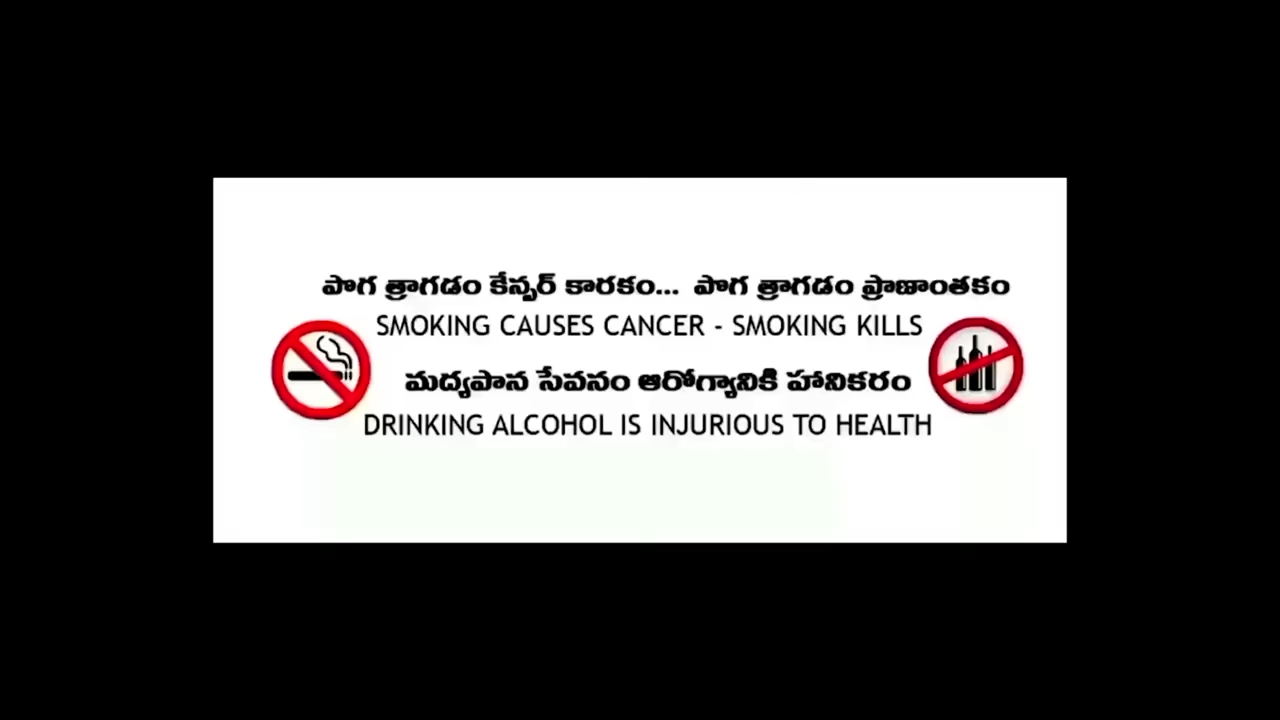 పొగ త్రాగడం కేన్సర్ కారకం... పొగ త్రాగడం ప్రాణాంతకం
SMOKING CAUSES CANCER - SMOKING KILLS
మద్యపాన సేవనం ఆరోగ్యానికి హానికరం
DRINKING ALCOHOL IS INJURIOUS TO HEALTH